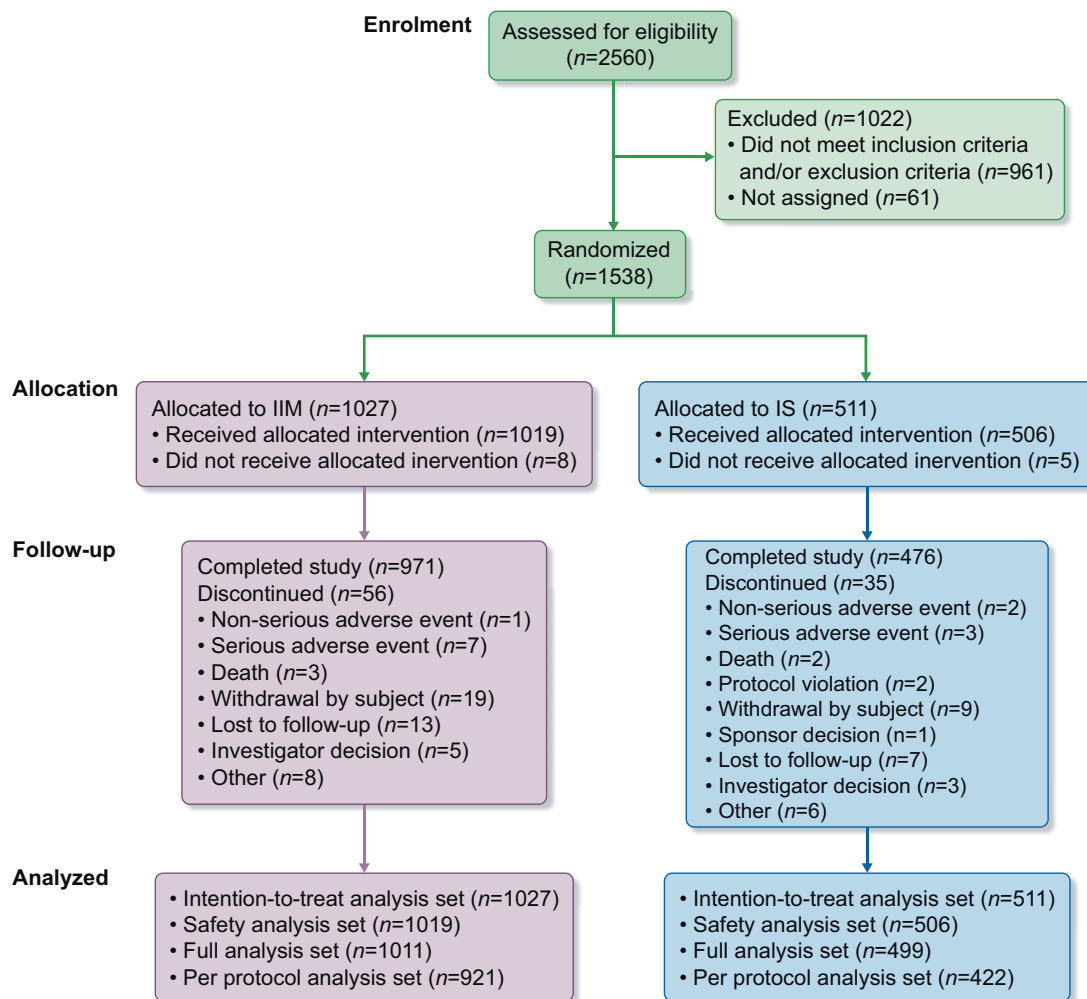 Enrolment
Assessed for eligibility
(n=2560)
Excluded (n=1022)
• Did not meet inclusion criteria
and/or exclusion criteria (n=961)
• Not assigned (n=61)
Randomized
(n=1538)
Allocation
Allocated to IIM (n=1027)
• Received allocated intervention (n=1019)
• Did not receive allocated inervention (n=8)
Allocated to IS (n=511)
• Received allocated intervention (n=506)
• Did not receive allocated inervention (n=5)
Follow-up
Completed study (n=971)
Discontinued (n=56)
• Non-serious adverse event (n=1)
• Serious adverse event (n=7)
• Death (n=3)
• Withdrawal by subject (n=19)
• Lost to follow-up (n=13)
• Investigator decision (n=5)
• Other (n=8)
Completed study (n=476)
Discontinued (n=35)
• Non-serious adverse event (n=2)
• Serious adverse event (n=3)
• Death (n=2)
• Protocol violation (n=2)
• Withdrawal by subject (n=9)
• Sponsor decision (n=1)
• Lost to follow-up (n=7)
• Investigator decision (n=3)
• Other (n=6)
Analyzed
• Intention-to-treat analysis set (n=1027)
• Safety analysis set (n=1019)
• Full analysis set (n=1011)
• Per protocol analysis set (n=921)
• Intention-to-treat analysis set (n=511)
• Safety analysis set (n=506)
• Full analysis set (n=499)
• Per protocol analysis set (n=422)